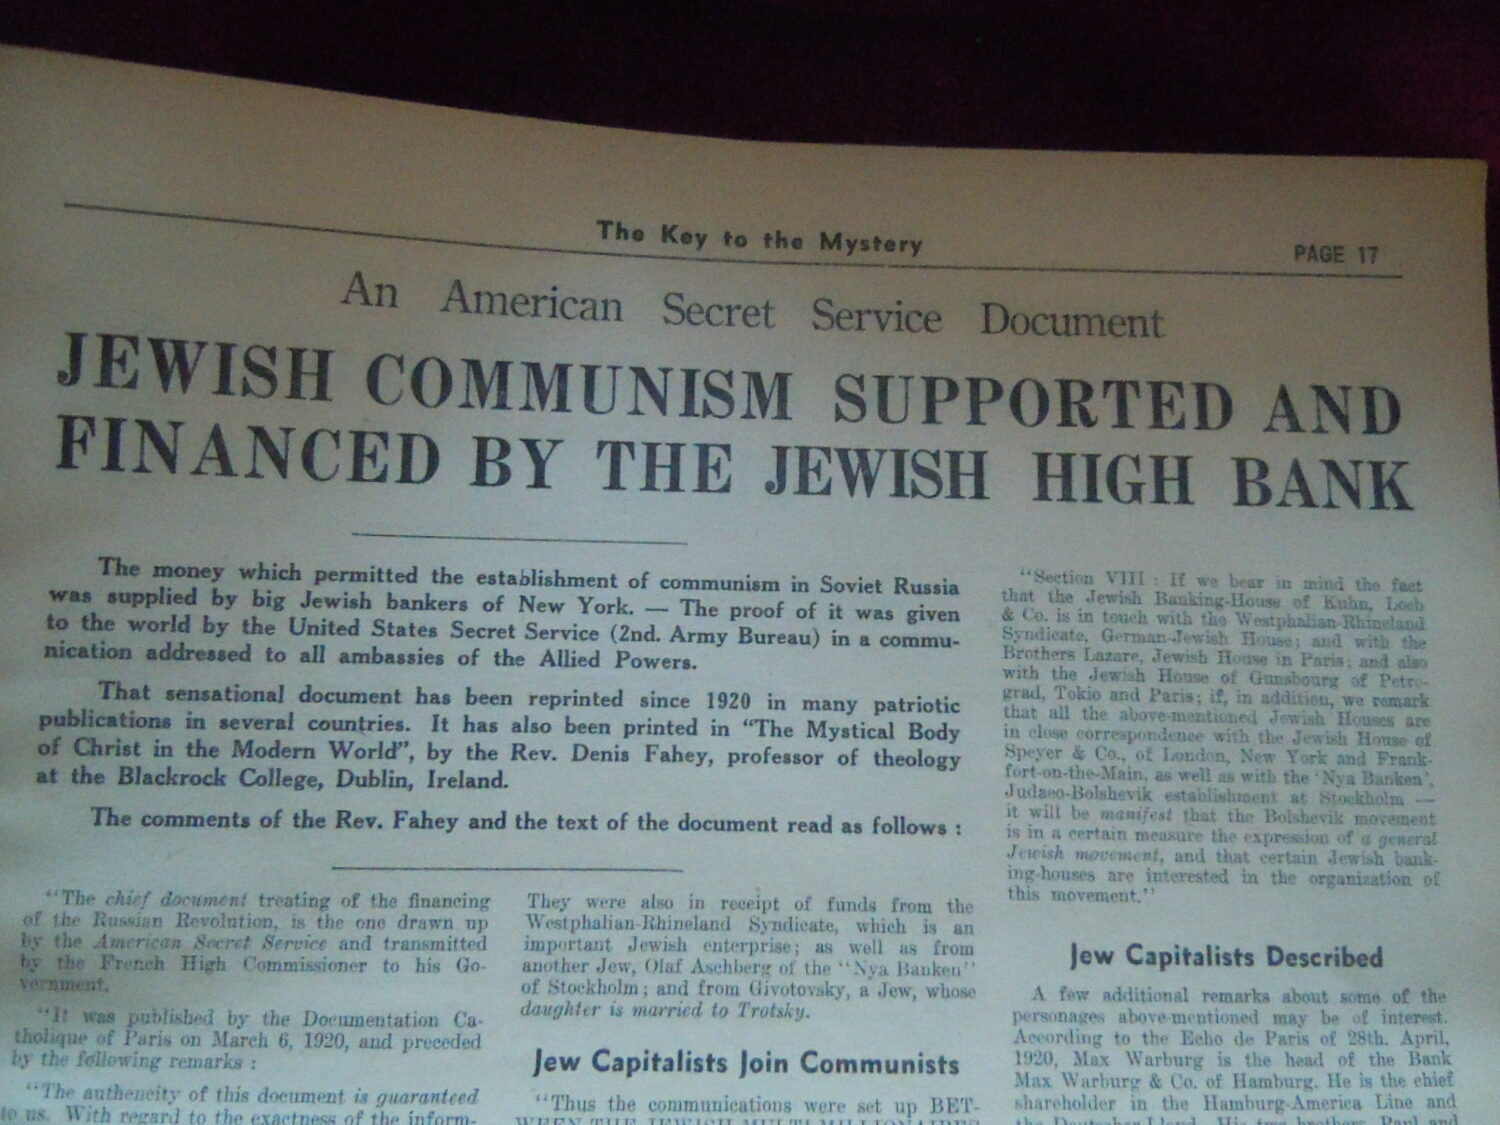 The Key to the Mystery
PAGE 17
An American Secret Service Document
JEWISH COMMUNISM SUPPORTED AND
FINANCED BY THE JEWISH HIGH BANK
The money which permitted the establishment of communism in Soviet Russia
was supplied by big Jewish bankers of New York. — The proof of it was given
to the world by the United States Secret Service (2nd. Army Bureau) in a commu-
nication addressed to all ambassies of the Allied Powers.
That sensational document has been reprinted since 1920 in many patriotic
publications in several countries. It has also been printed in "The Mystical Body
of Christ in the Modern World", by the Rev. Denis Fahey, professor of theology
at the Blackrock College, Dublin, Ireland.
The comments of the Rev. Fahey and the text of the document read as follows :
"The chief document treating of the financing
of the Russian Revolution, is the one drawn up
by the American Secret Service and transmitted
by the French High Commissioner to his Go-
vernment.
"It was published by the Documentation Ca-
tholique of Paris on March 6, 1920, and preceded
by the following remarks :
"The authencity of this document is guaranteed
to us. With regard to the exactness of the inform-
They were also in receipt of funds from the
Westphalian-Rhineland Syndicate, which is an
important Jewish enterprise; as well as from
another Jew, Olaf Aschberg of the "Nya Banken"
of Stockholm; and from Givotovsky, a Jew, whose
daughter is married to Trotsky.
Jew Capitalists Join Communists
"Thus the communications were set up BET-
WEEN THE JEWISH MULTI-MILLIONAIRES
"Section VIII : If we bear in mind the fact
that the Jewish Banking-House of Kuhn, Loeb
& Co. is in touch with the Westphalian-Rhineland
Syndicate, German-Jewish House; and with the
Brothers Lazare, Jewish House in Paris; and also
with the Jewish House of Gunsbourg of Petro-
grad, Tokio and Paris; if, in addition, we remark
that all the above-mentioned Jewish Houses are
in close correspondence with the Jewish House of
Speyer & Co., of London, New York and Frank-
fort-on-the-Main, as well as with the 'Nya Banken',
Judaeo-Bolshevik establishment at Stockholm —
it will be manifest that the Bolshevik movement
is in a certain measure the expression of a general
Jewish movement, and that certain Jewish bank-
ing-houses are interested in the organization of
this movement."
Jew Capitalists Described
A few additional remarks about some of the
personages above-mentioned may be of interest.
According to the Echo de Paris of 28th. April,
1920, Max Warburg is the head of the Bank
Max Warburg & Co. of Hamburg. He is the chief
shareholder in the Hamburg-America Line and
the Deutscher Lloyd. His two brothers, Paul and